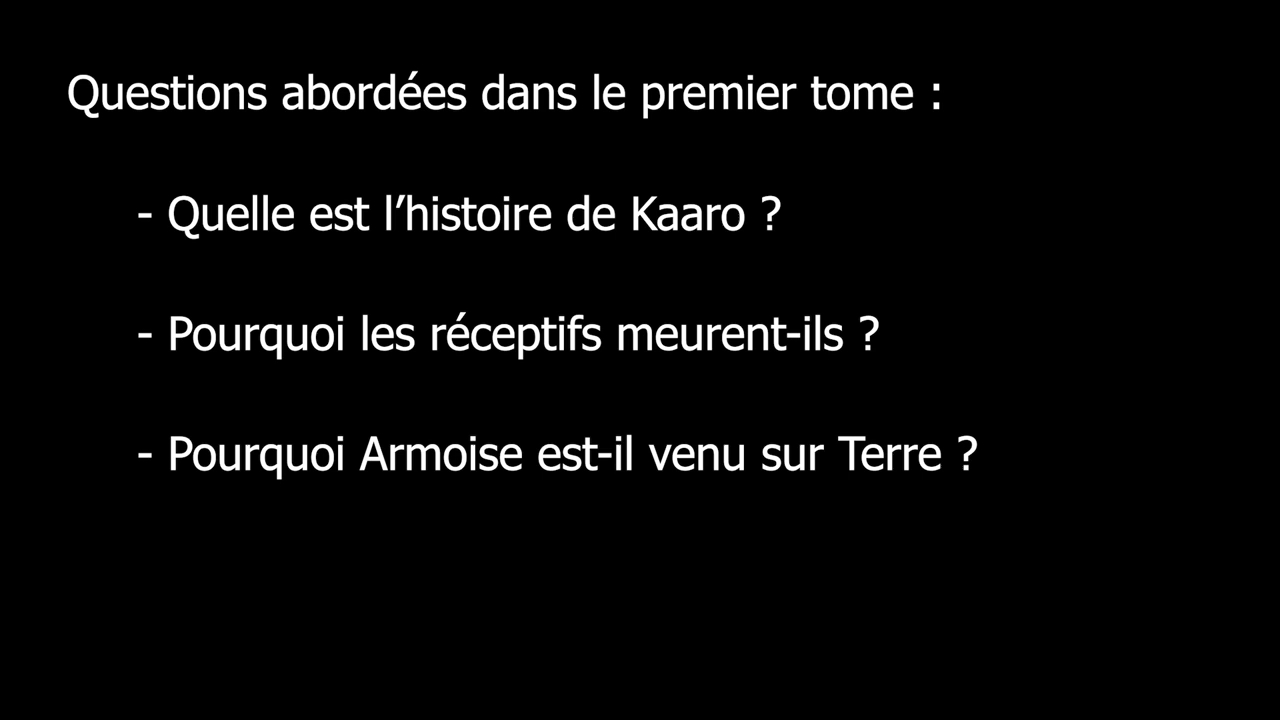 Questions abordées dans le premier tome :
- Quelle est l’histoire de Kaaro ?
- Pourquoi les réceptifs meurent-ils ?
- Pourquoi Armoise est-il venu sur Terre ?